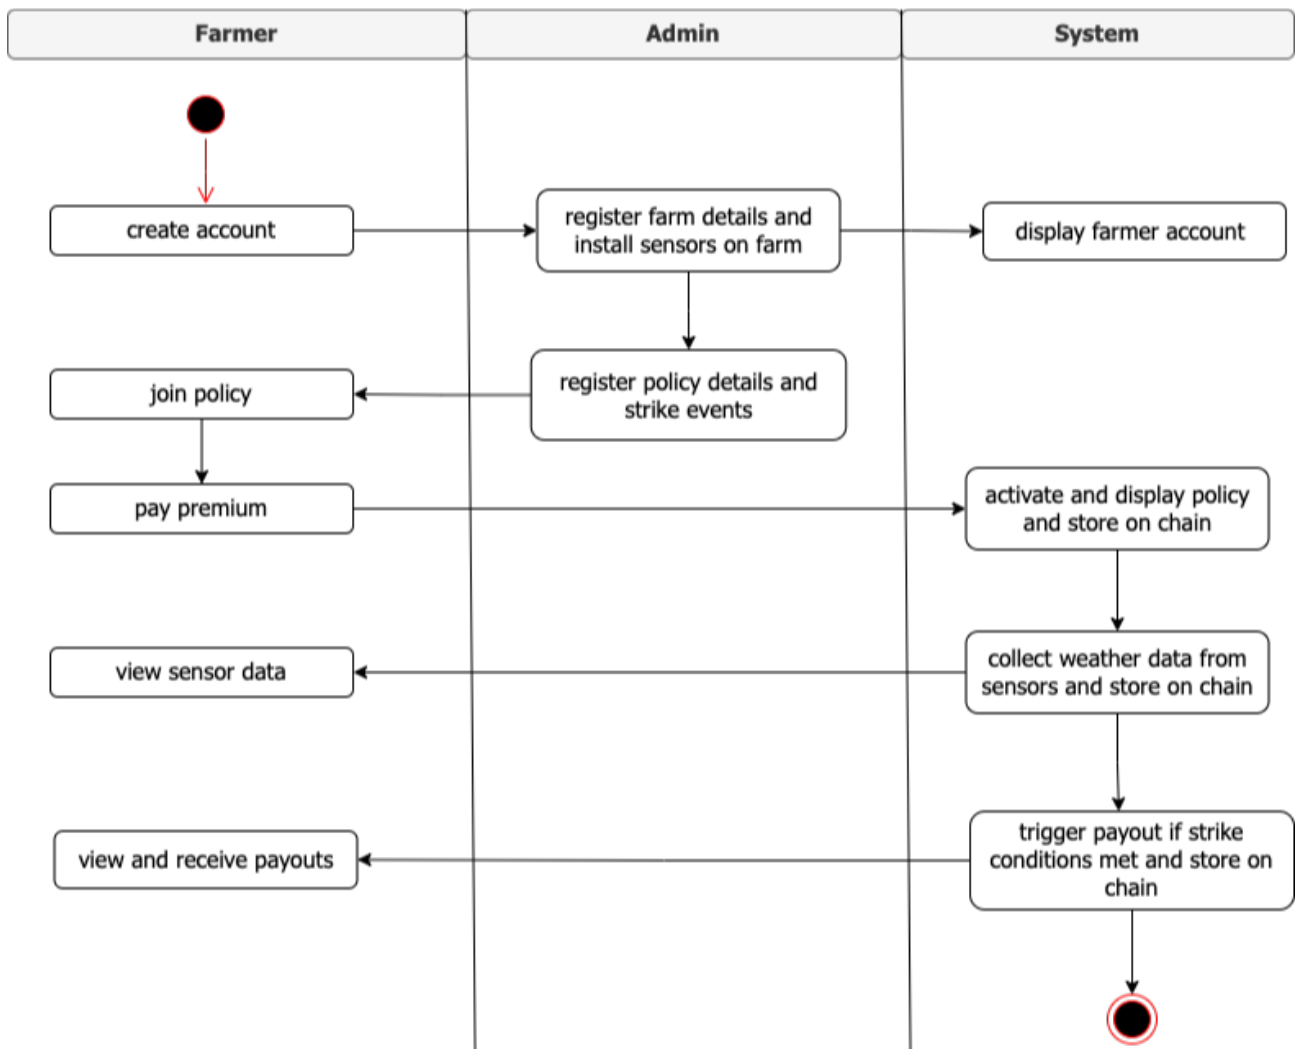 Farmer
Admin
System
create account
register farm details and
install sensors on farm
display farmer account
join policy
register policy details and
strike events
pay premium
activate and display policy
and store on chain
view sensor data
collect weather data from
sensors and store on chain
view and receive payouts
trigger payout if strike
conditions met and store on
chain